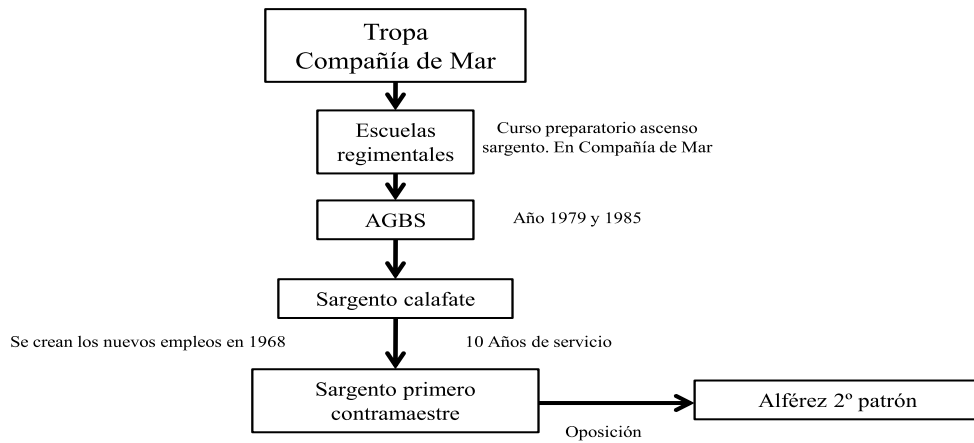 Tropa
Compañía de Mar
Escuelas
regimentales
Curso preparatorio ascenso
sargento. En Compañía de Mar
AGBS
Año 1979 y 1985
Sargento calafate
Se crean los nuevos empleos en 1968
10 Años de servicio
Sargento primero
contramaestre
Alférez 2º patrón
Oposición